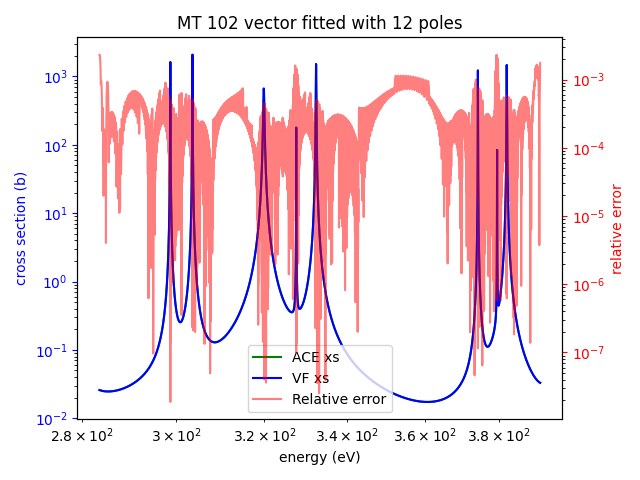 MT 102 vector fitted with 12 poles
10³
10²
10¹
10⁰
10⁻¹
10⁻²
cross section (b)
10⁻³
10⁻⁴
10⁻⁵
10⁻⁶
10⁻⁷
relative error
ACE xs
VF xs
Relative error
2.8 × 10² 3 × 10² 3.2 × 10² 3.4 × 10² 3.6 × 10² 3.8 × 10²
energy (eV)